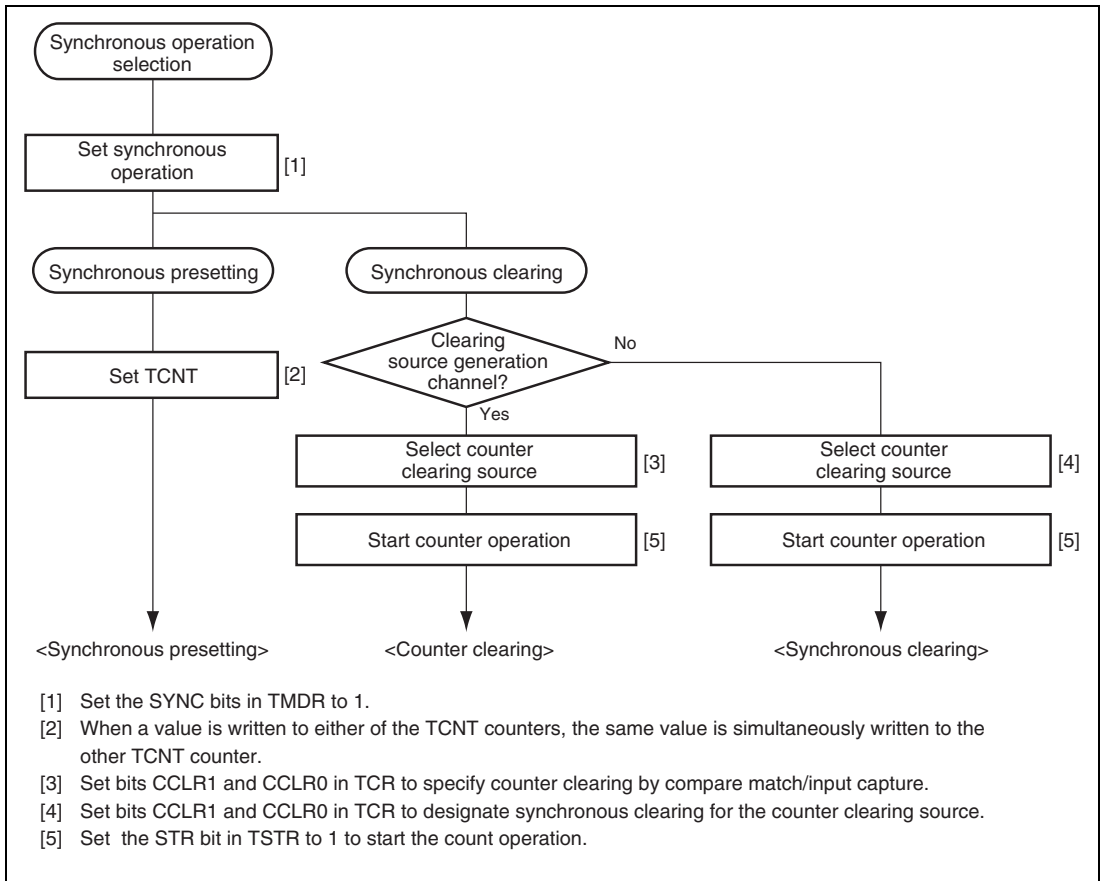 Synchronous operation
selection
Set synchronous
operation
[1]
Synchronous presetting
Synchronous clearing
Set TCNT
[2]
Clearing
source generation
channel?
No
Yes
Select counter
clearing source
[3]
Select counter
clearing source
[4]
Start counter operation
[5]
Start counter operation
[5]
<Synchronous presetting>
<Counter clearing>
<Synchronous clearing>
[1] Set the SYNC bits in TMDR to 1.
[2] When a value is written to either of the TCNT counters, the same value is simultaneously written to the
other TCNT counter.
[3] Set bits CCLR1 and CCLR0 in TCR to specify counter clearing by compare match/input capture.
[4] Set bits CCLR1 and CCLR0 in TCR to designate synchronous clearing for the counter clearing source.
[5] Set the STR bit in TSTR to 1 to start the count operation.